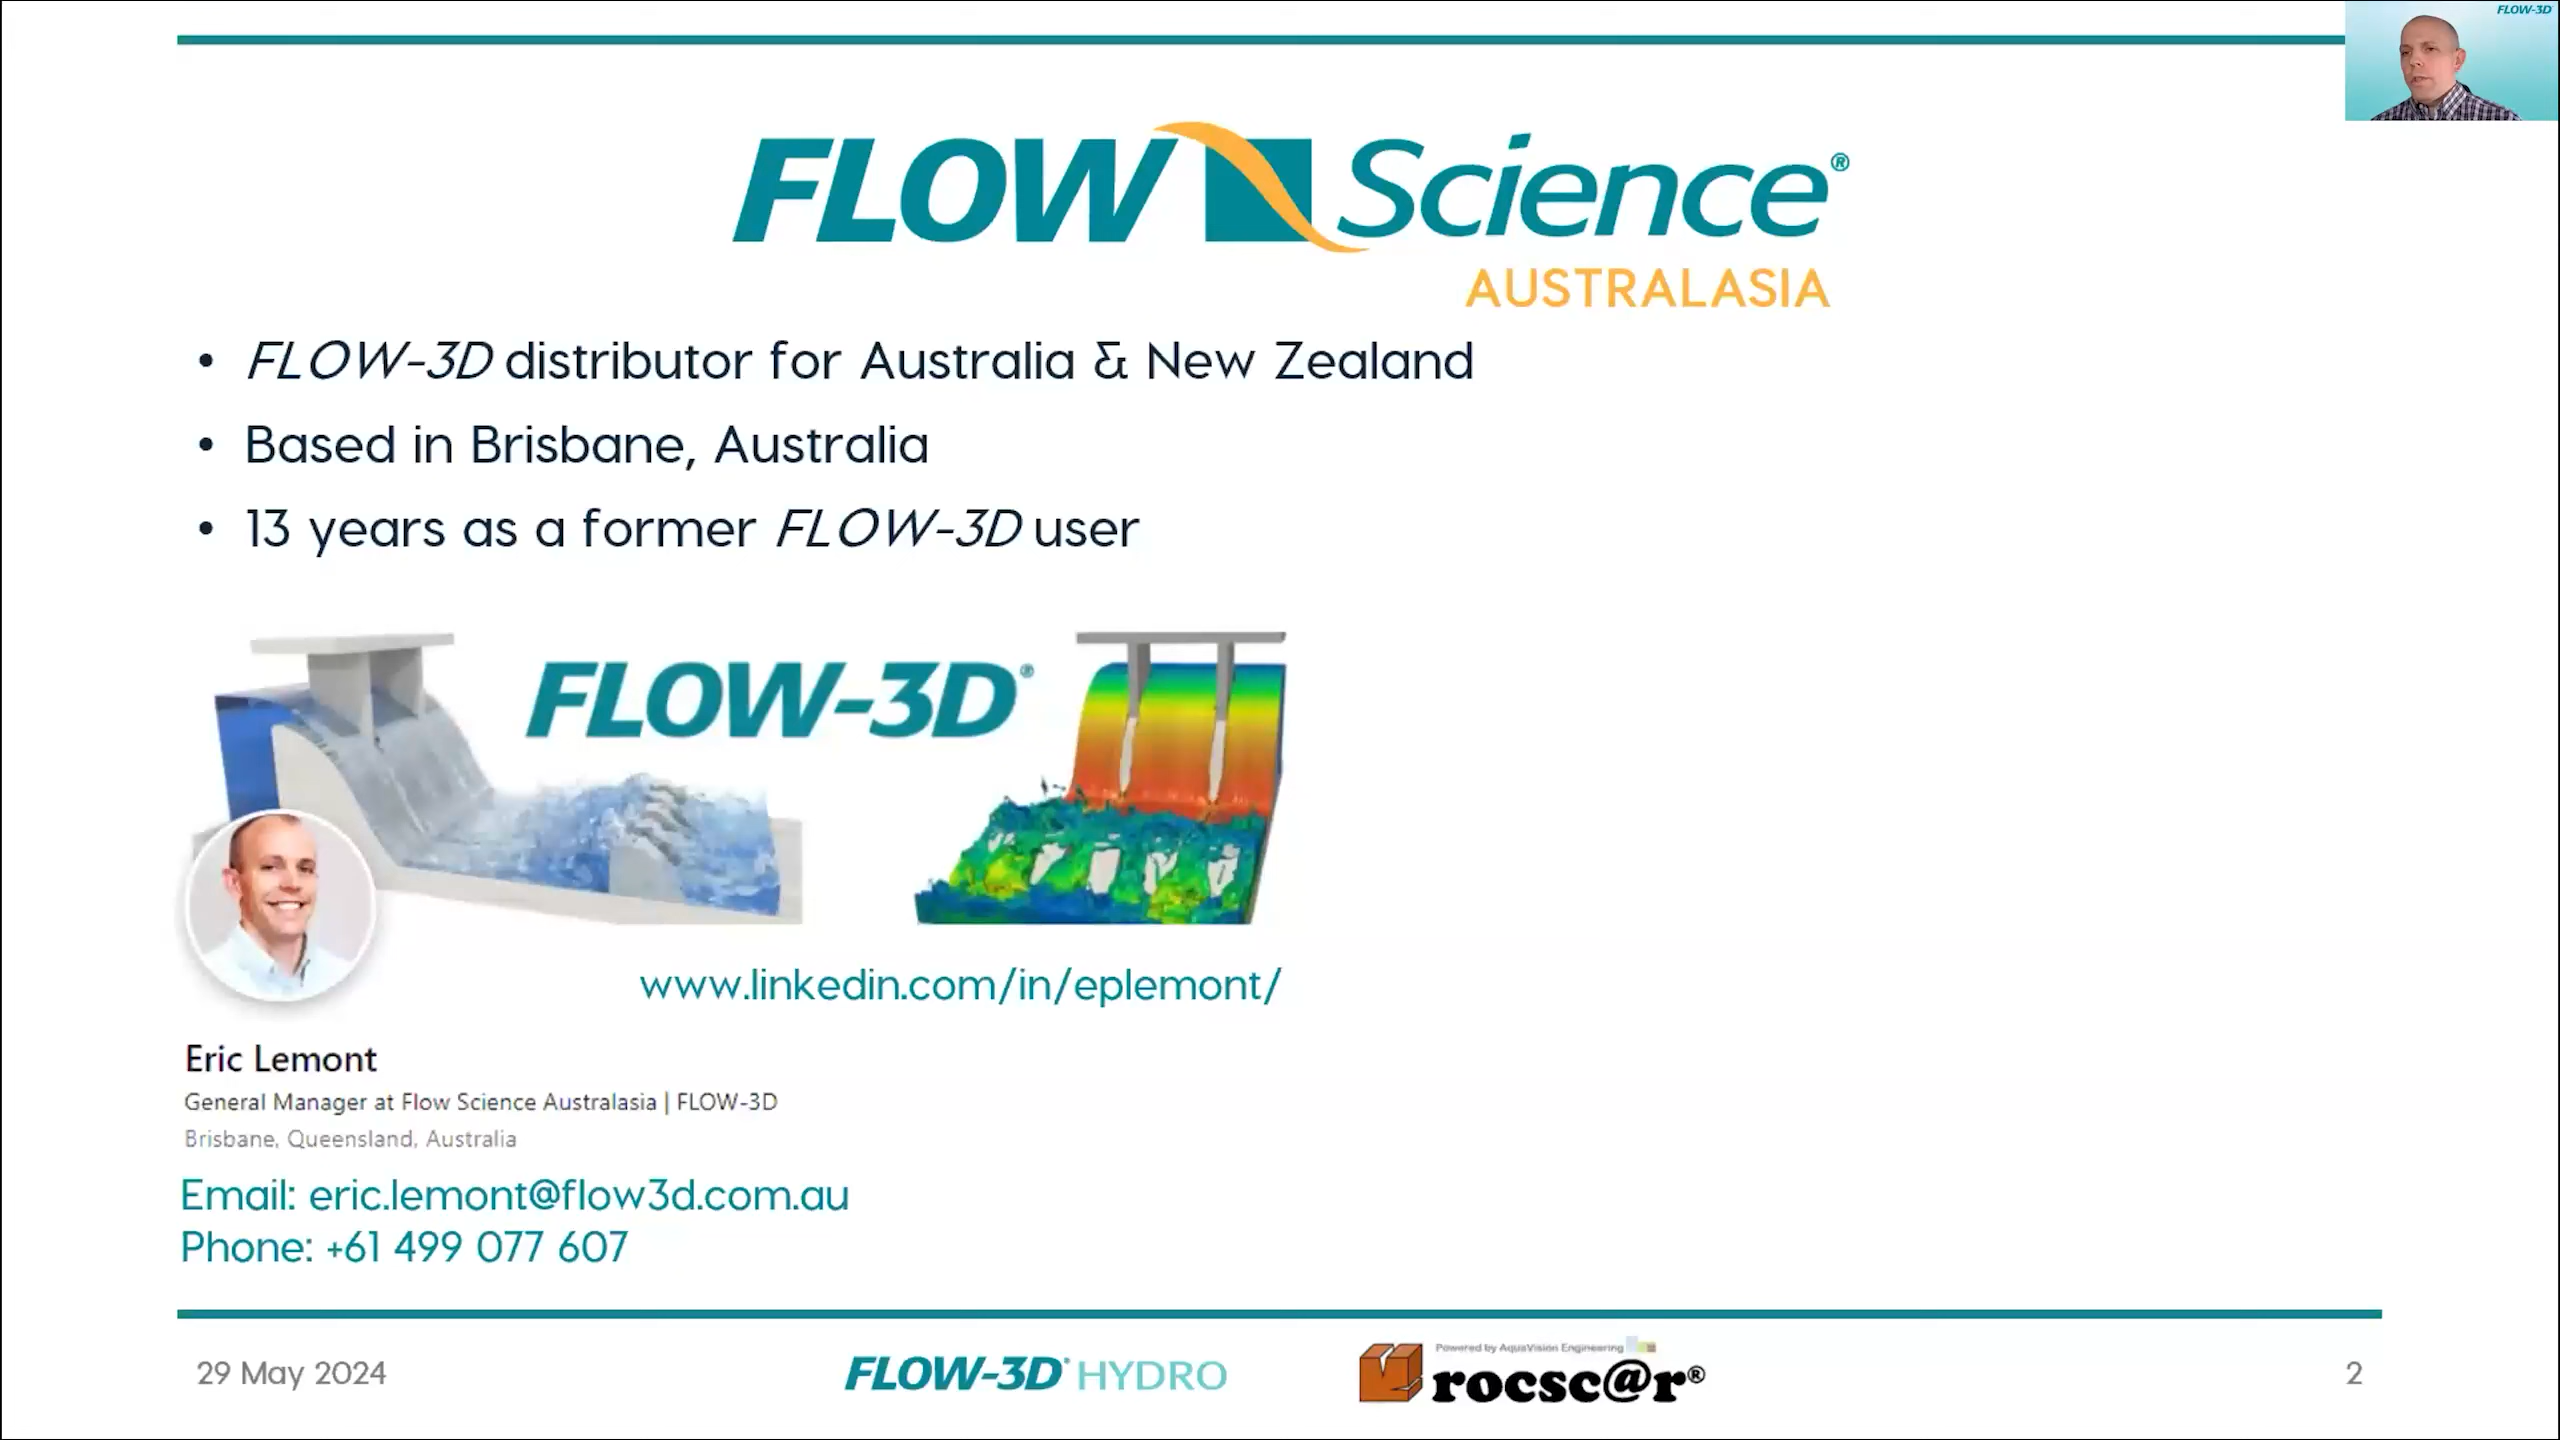 FLOW-3D
FLOW Science®
AUSTRALASIA
• FLOW-3D distributor for Australia & New Zealand
• Based in Brisbane, Australia
• 13 years as a former FLOW-3D user
FLOW-3D®
www.linkedin.com/in/eplemont/
Eric Lemont
General Manager at Flow Science Australasia | FLOW-3D
Brisbane, Queensland, Australia
Email: eric.lemont@flow3d.com.au
Phone: +61 499 077 607
29 May 2024
FLOW-3D® HYDRO
Powered by AquaVision Engineering
rocsc@r®
2